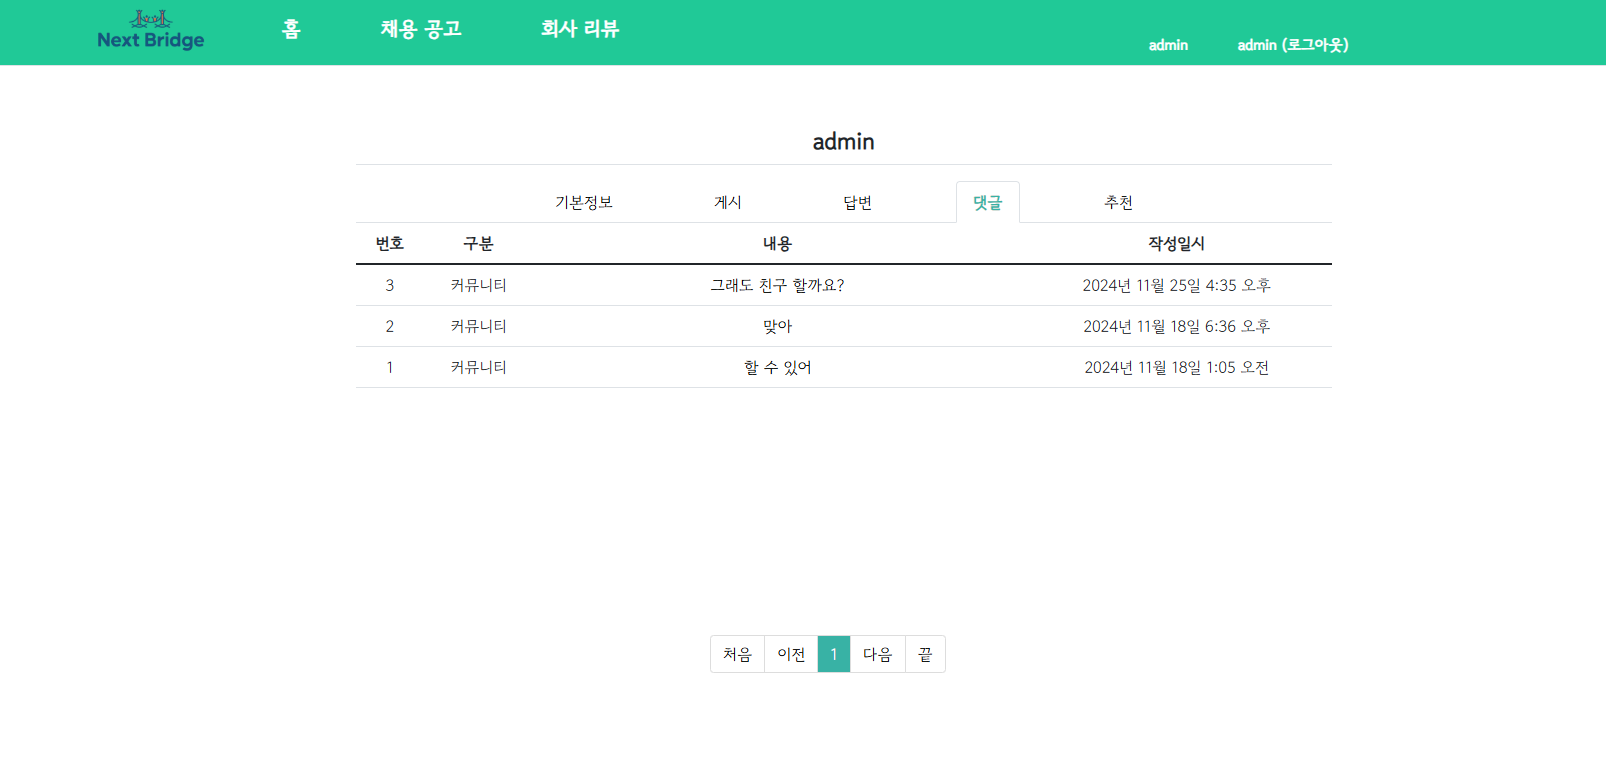 Next Bridge 홈 채용 공고 회사 리뷰 admin admin (로그아웃)
admin
기본정보 게시 답변 댓글 추천
번호 구분 내용 작성일시
3 커뮤니티 그래도 친구 할까요? 2024년 11월 25일 4:35 오후
2 커뮤니티 맞아 2024년 11월 18일 6:36 오후
1 커뮤니티 할 수 있어 2024년 11월 18일 1:05 오전
처음 이전 1 다음 끝